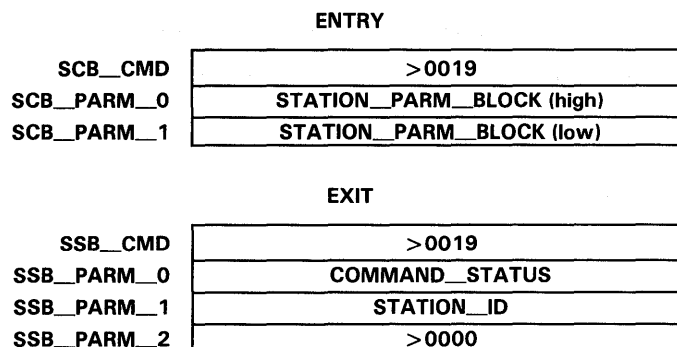 ENTRY
SCB__CMD >0019
SCB__PARM__0 STATION__PARM__BLOCK (high)
SCB__PARM__1 STATION__PARM__BLOCK (low)
EXIT
SSB__CMD >0019
SSB__PARM__0 COMMAND__STATUS
SSB__PARM__1 STATION__ID
SSB__PARM__2 >0000